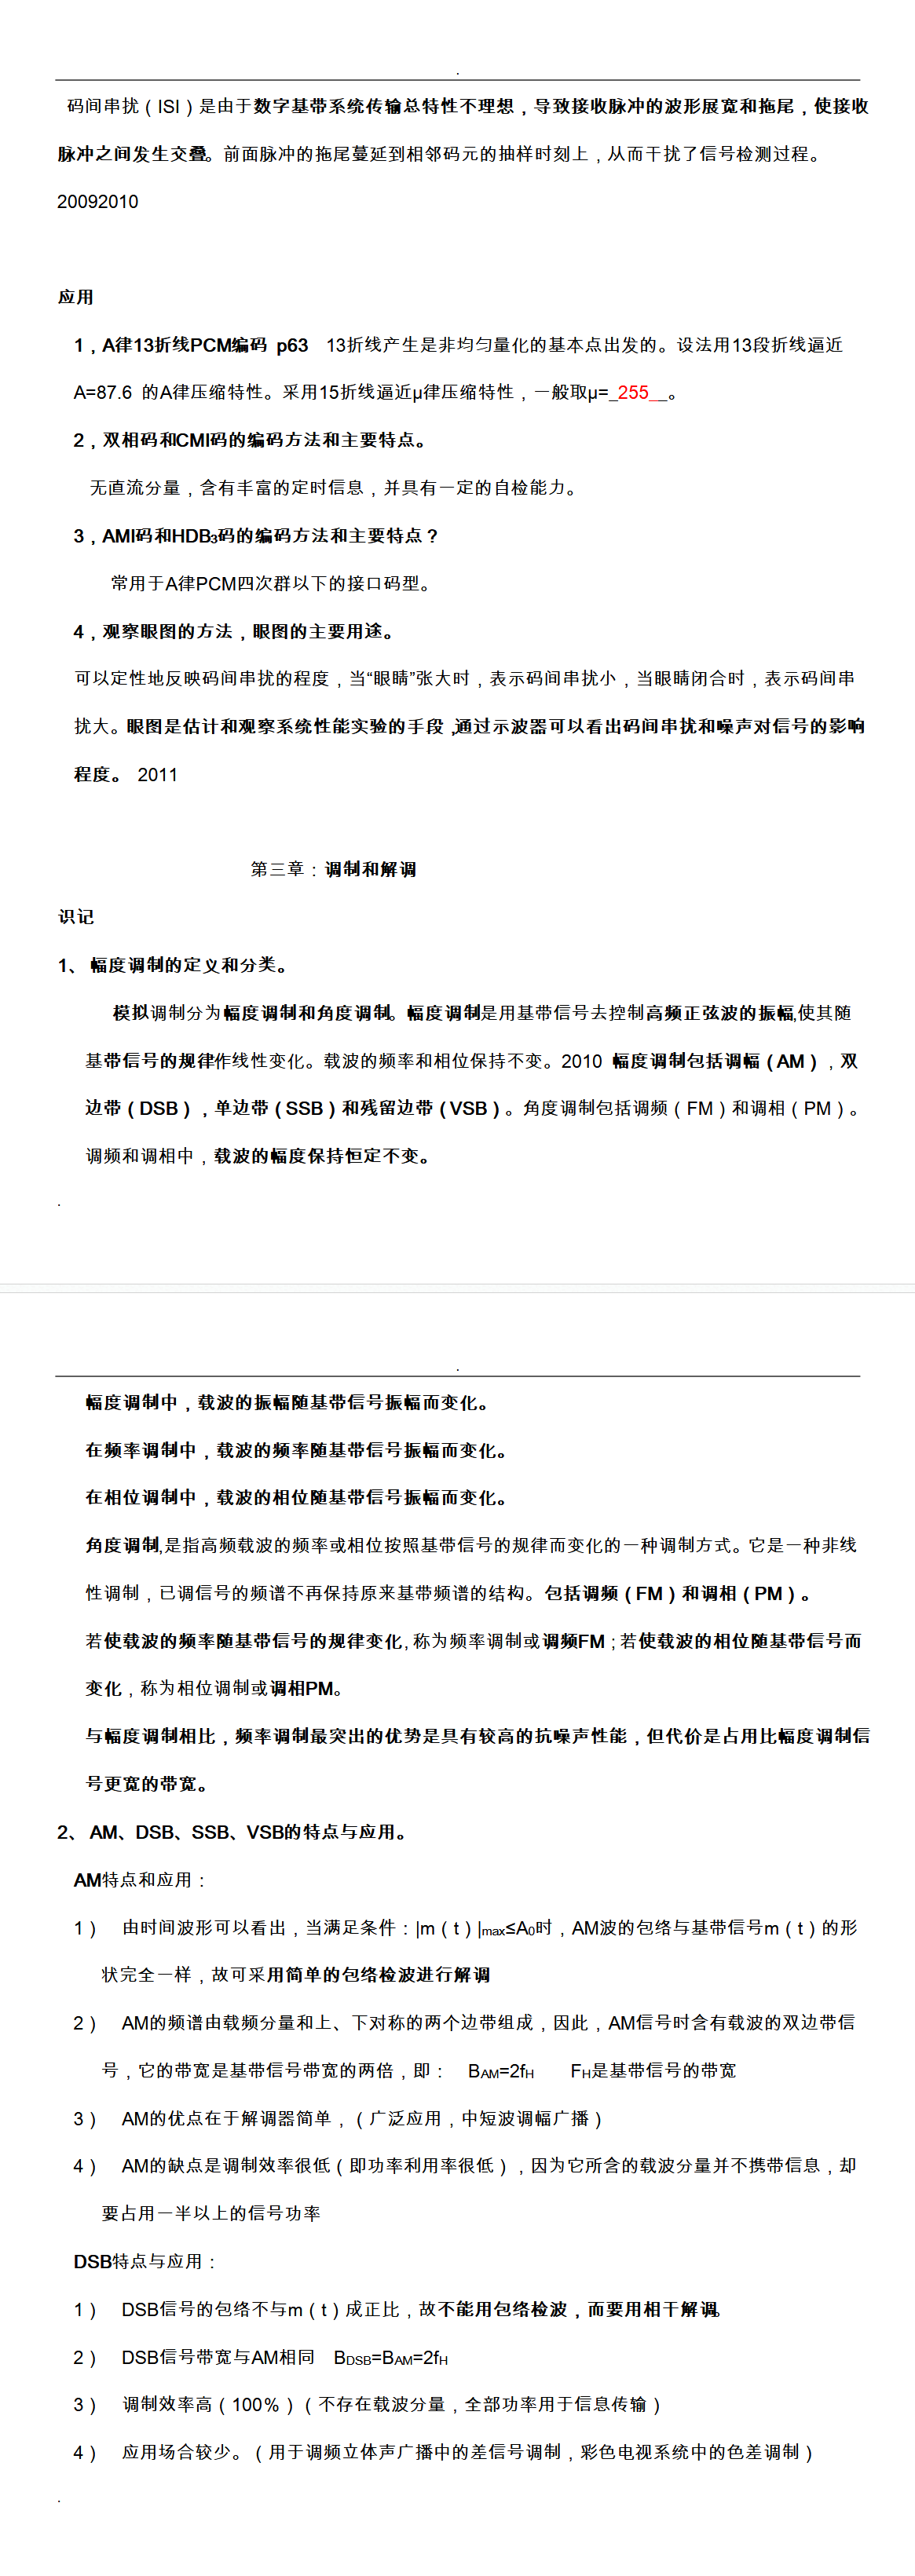 码间串扰（ISI）是由于数字基带系统传输总特性不理想，导致接收脉冲的波形展宽和拖尾，使接收
脉冲之间发生交叠。前面脉冲的拖尾蔓延到相邻码元的抽样时刻上，从而干扰了信号检测过程。
20092010
应用
1，A律13折线PCM编码 p63 13折线产生是非均匀量化的基本点出发的。设法用13段折线逼近
A=87.6 的A律压缩特性。采用15折线逼近μ律压缩特性，一般取μ=_255__。
2，双相码和CMI码的编码方法和主要特点。
无直流分量，含有丰富的定时信息，并具有一定的自检能力。
3，AMI码和HDB3码的编码方法和主要特点？
常用于A律PCM四次群以下的接口码型。
4，观察眼图的方法，眼图的主要用途。
可以定性地反映码间串扰的程度，当“眼睛”张大时，表示码间串扰小，当眼睛闭合时，表示码间串
扰大。眼图是估计和观察系统性能实验的手段,通过示波器可以看出码间串扰和噪声对信号的影响
程度。 2011
第三章：调制和解调
识记
1、 幅度调制的定义和分类。
模拟调制分为幅度调制和角度调制。幅度调制是用基带信号去控制高频正弦波的振幅,使其随
基带信号的规律作线性变化。载波的频率和相位保持不变。2010 幅度调制包括调幅（AM），双
边带（DSB），单边带（SSB）和残留边带（VSB）。角度调制包括调频（FM）和调相（PM）。
调频和调相中，载波的幅度保持恒定不变。
.
幅度调制中，载波的振幅随基带信号振幅而变化。
在频率调制中，载波的频率随基带信号振幅而变化。
在相位调制中，载波的相位随基带信号振幅而变化。
角度调制,是指高频载波的频率或相位按照基带信号的规律而变化的一种调制方式。它是一种非线
性调制，已调信号的频谱不再保持原来基带频谱的结构。包括调频（FM）和调相（PM）。
若使载波的频率随基带信号的规律变化,称为频率调制或调频FM；若使载波的相位随基带信号而
变化，称为相位调制或调相PM。
与幅度调制相比，频率调制最突出的优势是具有较高的抗噪声性能，但代价是占用比幅度调制信
号更宽的带宽。
2、 AM、DSB、SSB、VSB的特点与应用。
AM特点和应用：
1） 由时间波形可以看出，当满足条件：|m（t）|max≤A0时，AM波的包络与基带信号m（t）的形
状完全一样，故可采用简单的包络检波进行解调
2） AM的频谱由载频分量和上、下对称的两个边带组成，因此，AM信号时含有载波的双边带信
号，它的带宽是基带信号带宽的两倍，即： BAM=2fH FH是基带信号的带宽
3） AM的优点在于解调器简单，（广泛应用，中短波调幅广播）
4） AM的缺点是调制效率很低（即功率利用率很低），因为它所含的载波分量并不携带信息，却
要占用一半以上的信号功率
DSB特点与应用：
1） DSB信号的包络不与m（t）成正比，故不能用包络检波，而要用相干解调。
2） DSB信号带宽与AM相同 BDSB=BAM=2fH
3） 调制效率高（100%）（不存在载波分量，全部功率用于信息传输）
4） 应用场合较少。（用于调频立体声广播中的差信号调制，彩色电视系统中的色差调制）
.